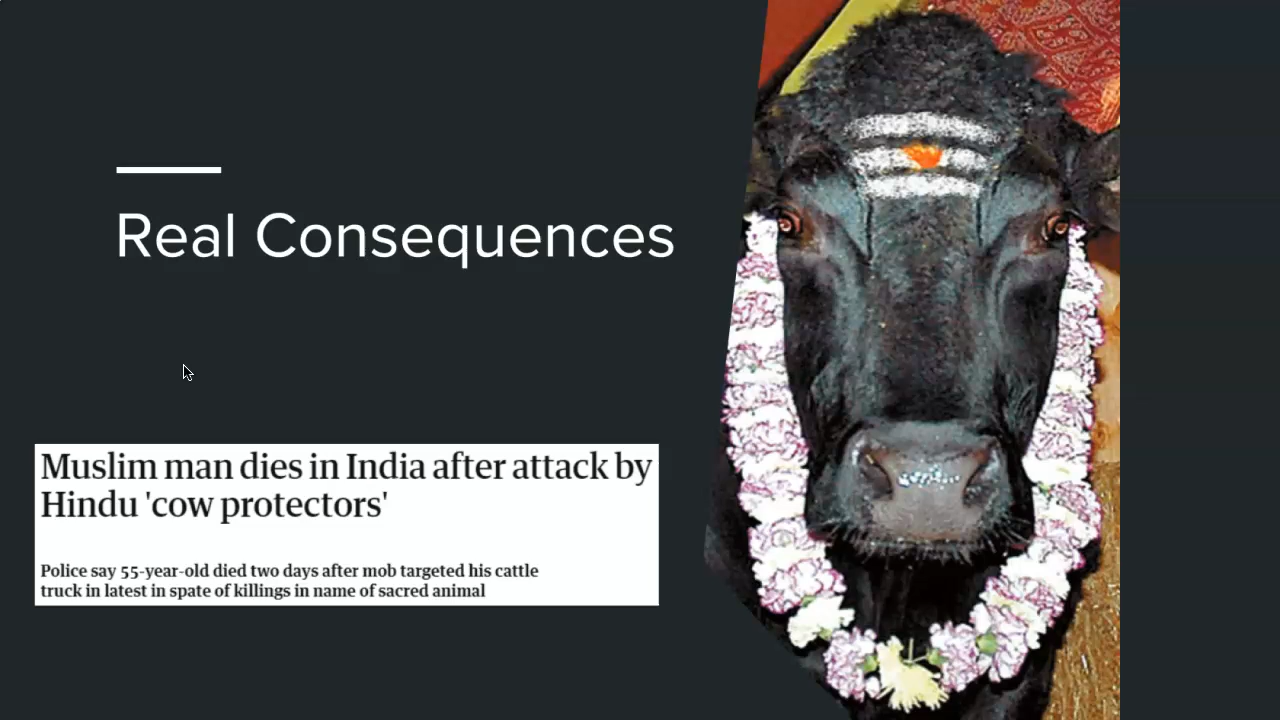 Real Consequences
Muslim man dies in India after attack by
Hindu 'cow protectors'
Police say 55-year-old died two days after mob targeted his cattle
truck in latest in spate of killings in name of sacred animal